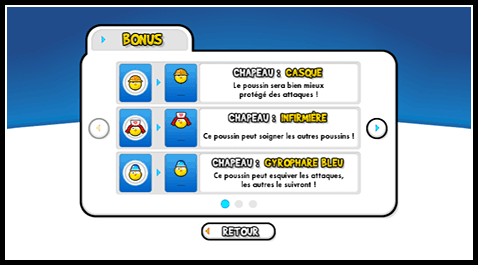 BONUS
CHAPEAU : CASQUE
Le poussin sera bien mieux
protégé des attaques !
CHAPEAU : INFIRMIÈRE
Ce poussin peut soigner les autres poussins !
CHAPEAU : GYROPHARE BLEU
Ce poussin peut esquiver les attaques,
les autres le suivront !
RETOUR